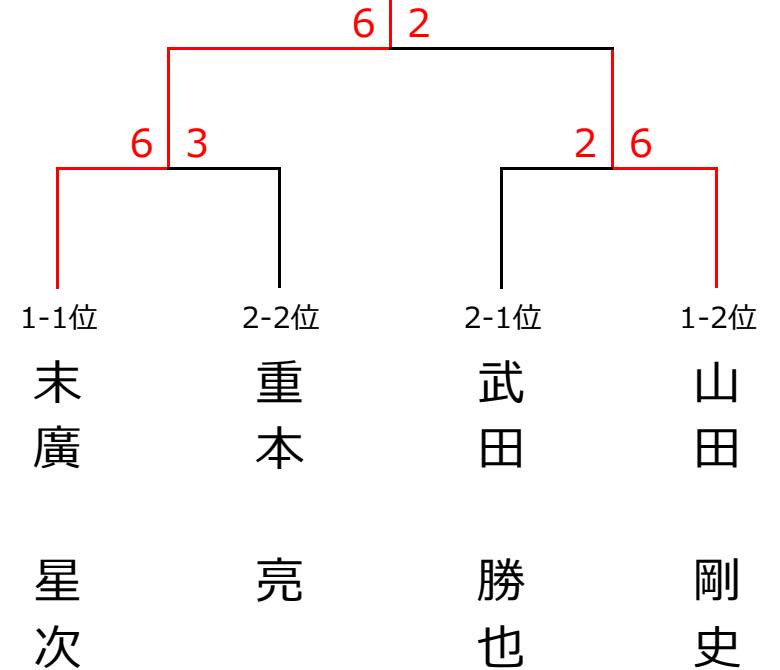 6 2
6 3
2 6
1-1位
2-2位
2-1位
1-2位
末廣 星次
重本 亮
武田 勝也
山田 剛史